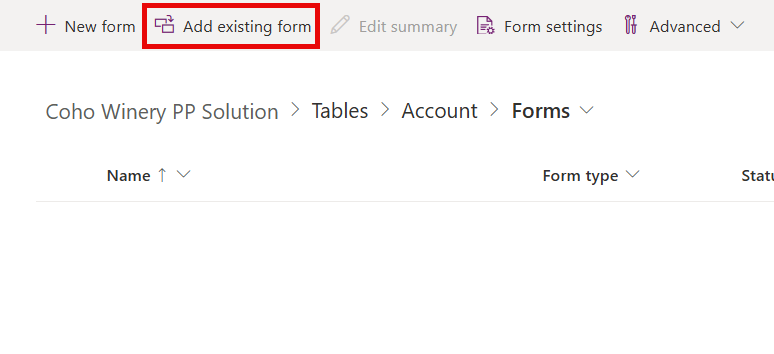 New form Add existing form Edit summary Form settings Advanced
Coho Winery PP Solution Tables Account Forms
Name Form type Statu